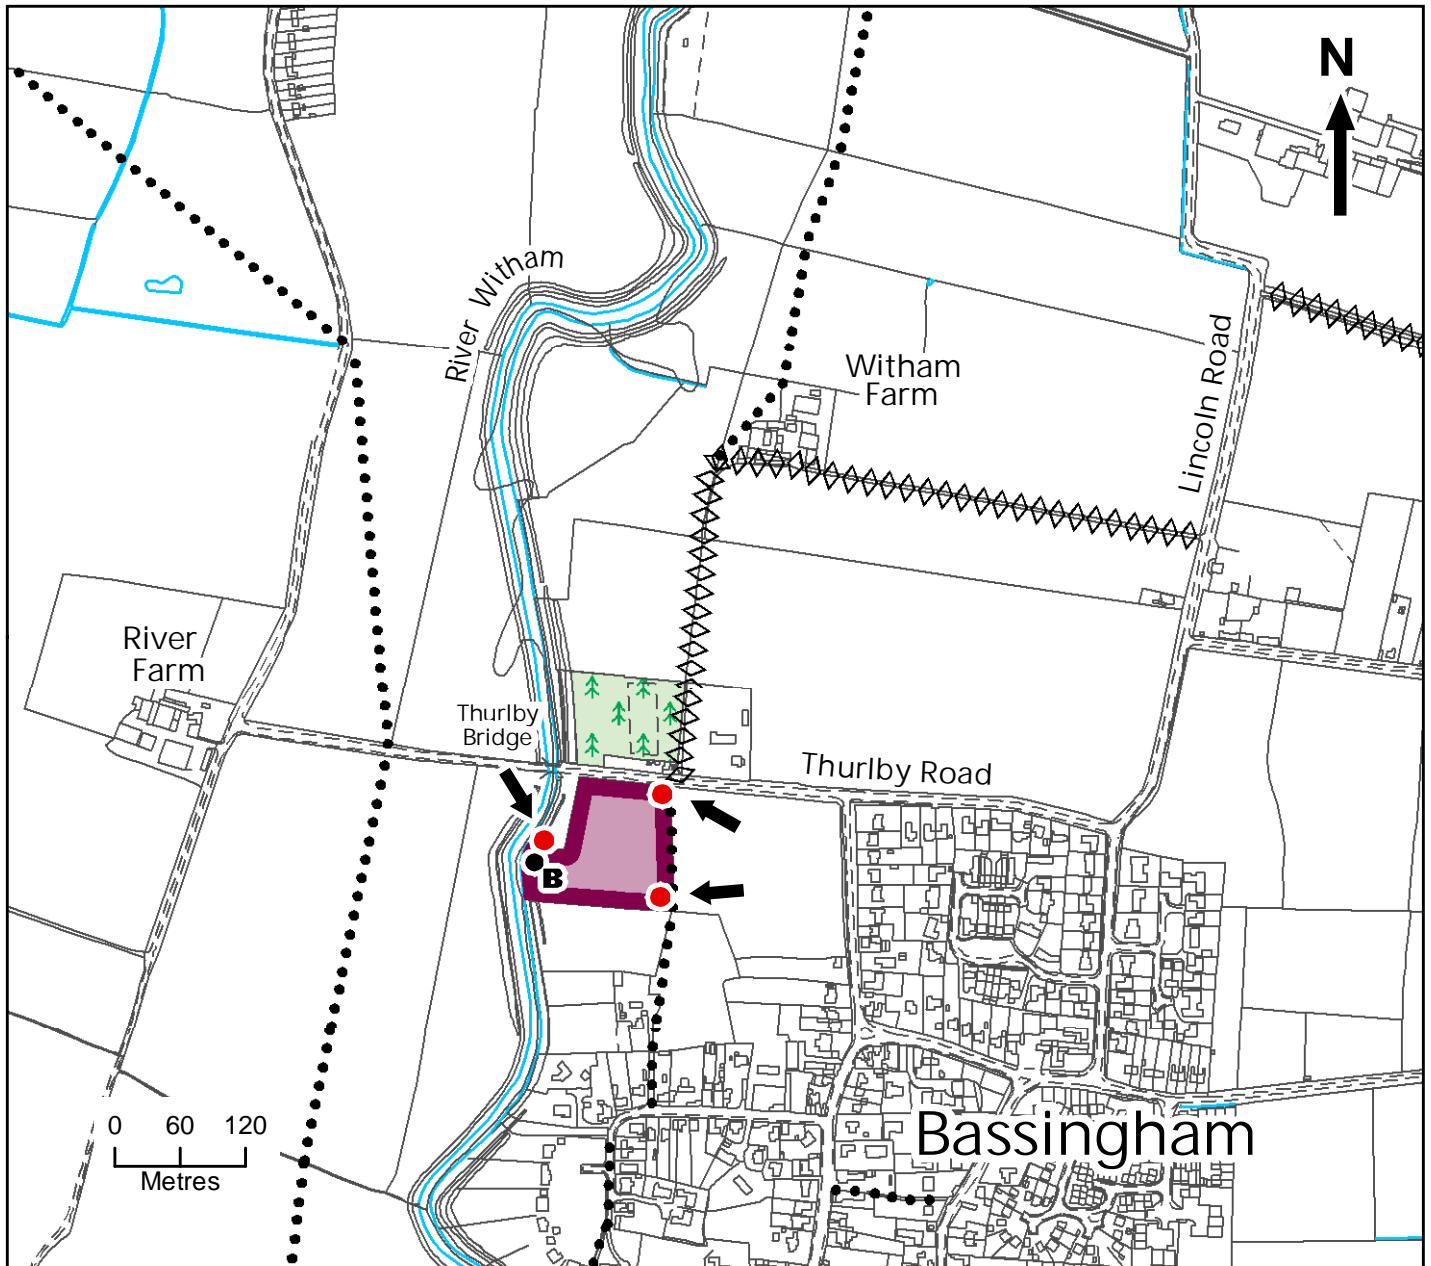 N
River Witham
Witham
Farm
Lincoln Road
River
Farm
Thurlby
Bridge
Thurlby Road
B
0 60 120
Metres
Bassingham